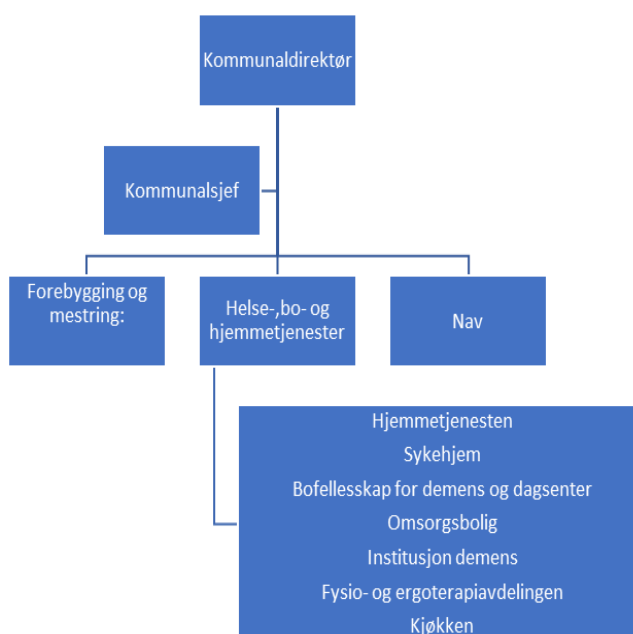 Kommunaldirektør
Kommunalsjef
Forebygging og
mestring:
Helse-,bo- og
hjemmetjenester
Nav
Hjemmetjenesten
Sykehjem
Bofellesskap for demens og dagsenter
Omsorgsbolig
Institusjon demens
Fysio- og ergoterapiavdelingen
Kjøkken